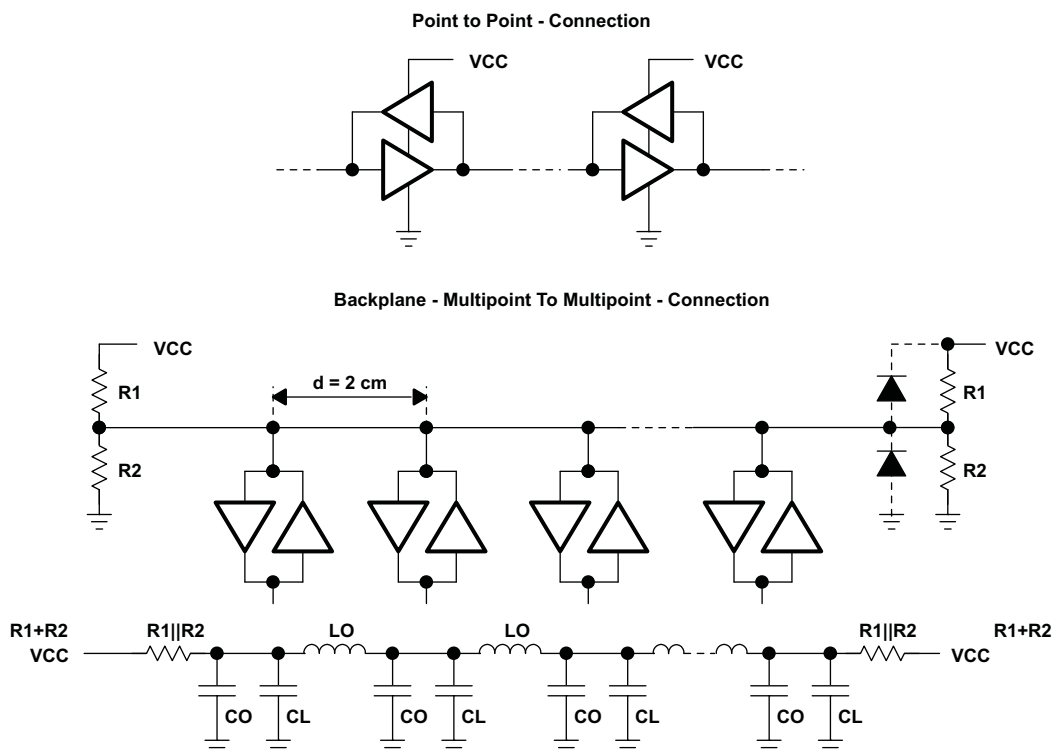 Point to Point - Connection
VCC VCC
Backplane - Multipoint To Multipoint - Connection
VCC VCC
d = 2 cm
R1 R1
R2 R2
R1+R2 R1||R2 LO LO R1||R2 R1+R2
VCC VCC
CO CL CO CL CO CL CO CL